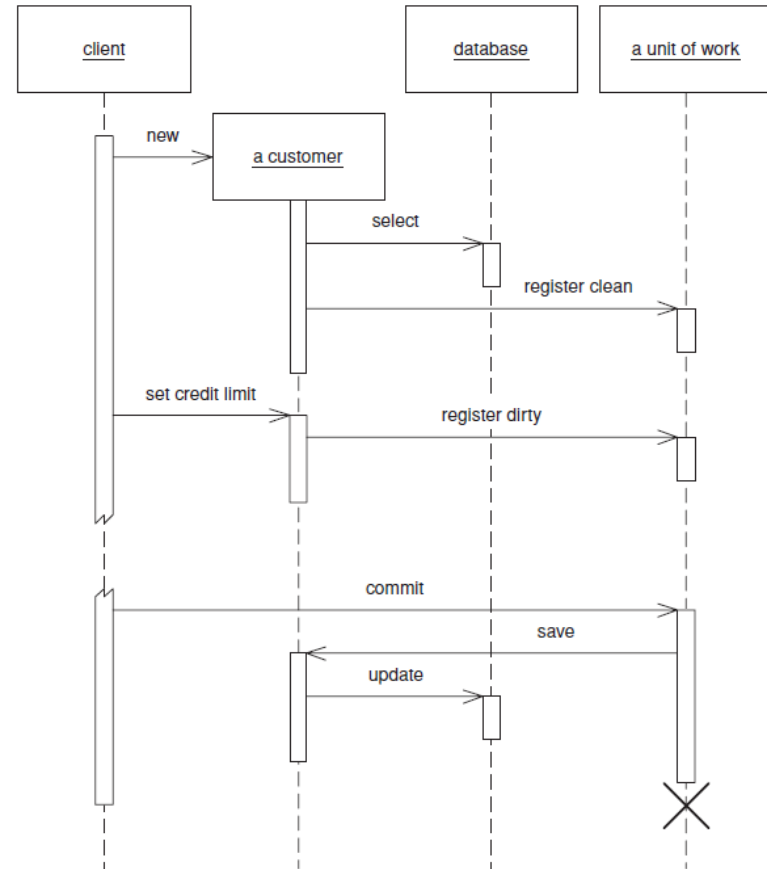 client
database
a unit of work
new
a customer
select
register clean
set credit limit
register dirty
commit
save
update